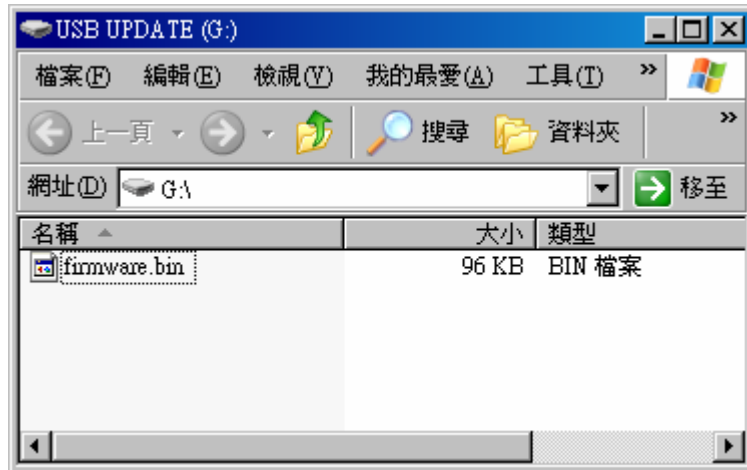 USB UPDATE (G:)
檔案(F) 編輯(E) 檢視(V) 我的最愛(A) 工具(T) »
上一頁 搜尋 資料夾 »
網址(D) G:\ 移至
名稱 大小 類型
firmware.bin 96 KB BIN 檔案